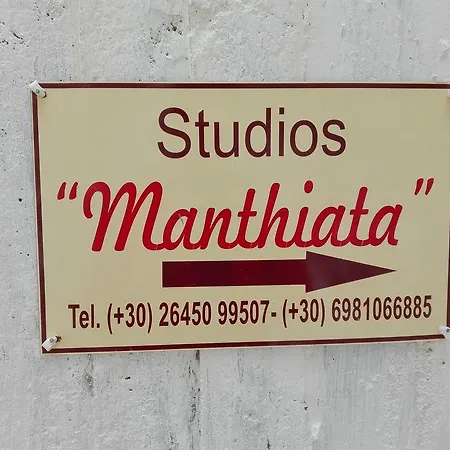 Studios
“Manthiata”
Tel. (+30) 26450 99507- (+30) 6981066885